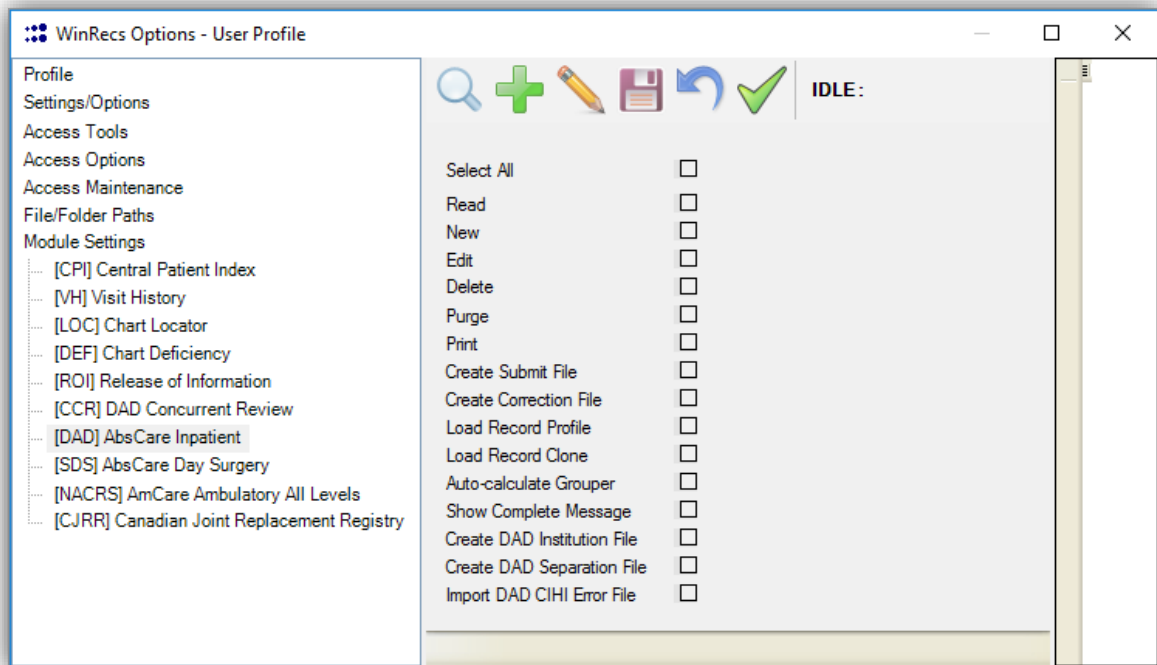 WinRecs Options - User Profile
Profile
Settings/Options
Access Tools
Access Options
Access Maintenance
File/Folder Paths
Module Settings
[CPI] Central Patient Index
[VH] Visit History
[LOC] Chart Locator
[DEF] Chart Deficiency
[ROI] Release of Information
[CCR] DAD Concurrent Review
[DAD] AbsCare Inpatient
[SDS] AbsCare Day Surgery
[NACRS] AmCare Ambulatory All Levels
[CJRR] Canadian Joint Replacement Registry
IDLE:
Select All
Read
New
Edit
Delete
Purge
Print
Create Submit File
Create Correction File
Load Record Profile
Load Record Clone
Auto-calculate Grouper
Show Complete Message
Create DAD Institution File
Create DAD Separation File
Import DAD CIHI Error File